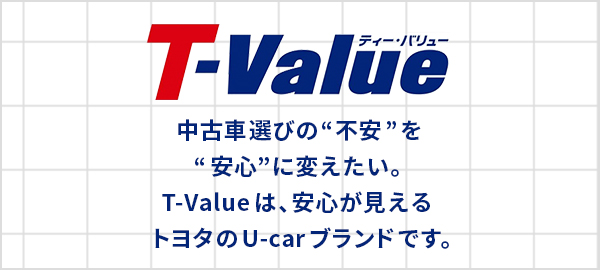 ティー・バリュー
T-Value
中古車選びの“不安”を
“安心”に変えたい。
T-Valueは、安心が見える
トヨタのU-carブランドです。